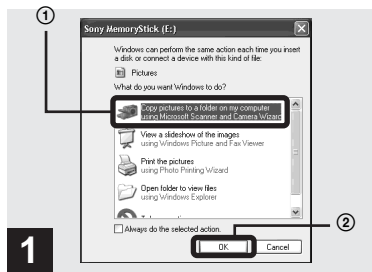 ①
Sony MemoryStick (E:)
Windows can perform the same action each time you insert
a disk or connect a device with this kind of file:
Pictures
What do you want Windows to do?
Copy pictures to a folder on my computer
using Microsoft Scanner and Camera Wizard
View a slideshow of the images
using Windows Picture and Fax Viewer
Print the pictures
using Photo Printing Wizard
Open folder to view files
using Windows Explorer
Always do the selected action.
②
OK
Cancel
1